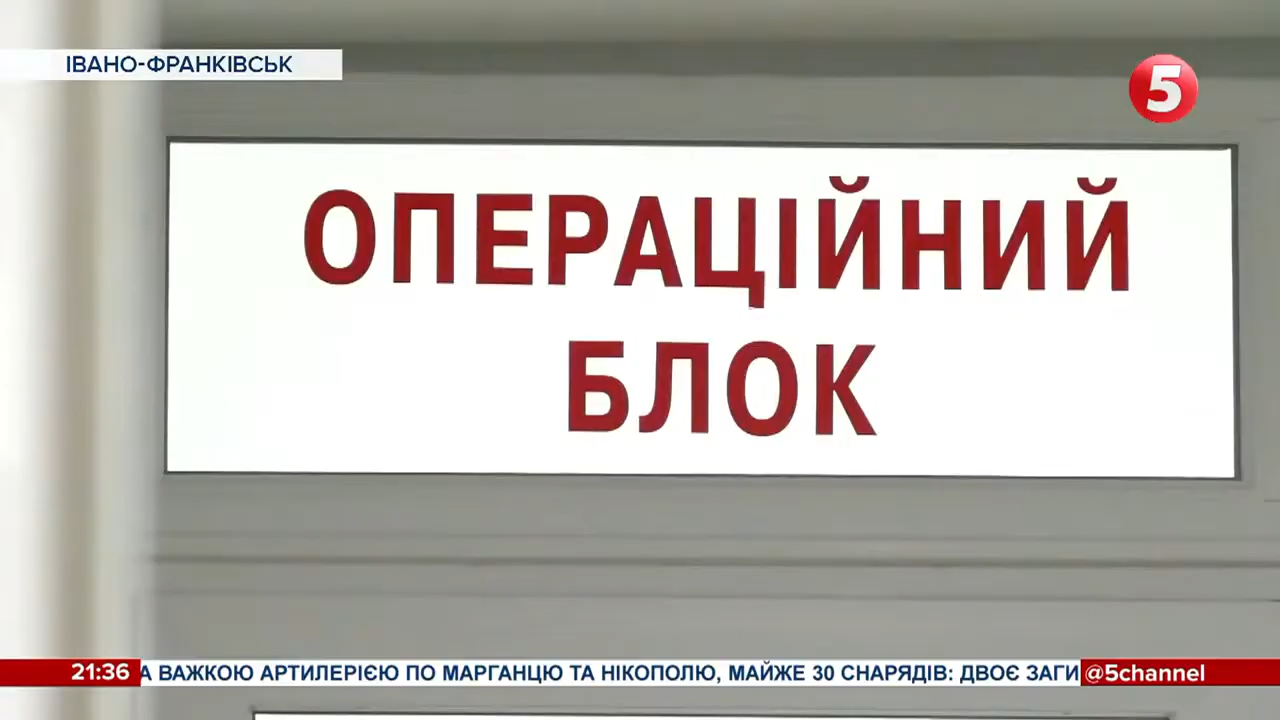 ІВАНО-ФРАНКІВСЬК
5
ОПЕРАЦІЙНИЙ
БЛОК
21:36 А ВАЖКОЮ АРТИЛЕРІЄЮ ПО МАРГАНЦЮ ТА НІКОПОЛЮ, МАЙЖЕ 30 СНАРЯДІВ: ДВОЄ ЗАГИ @5channel